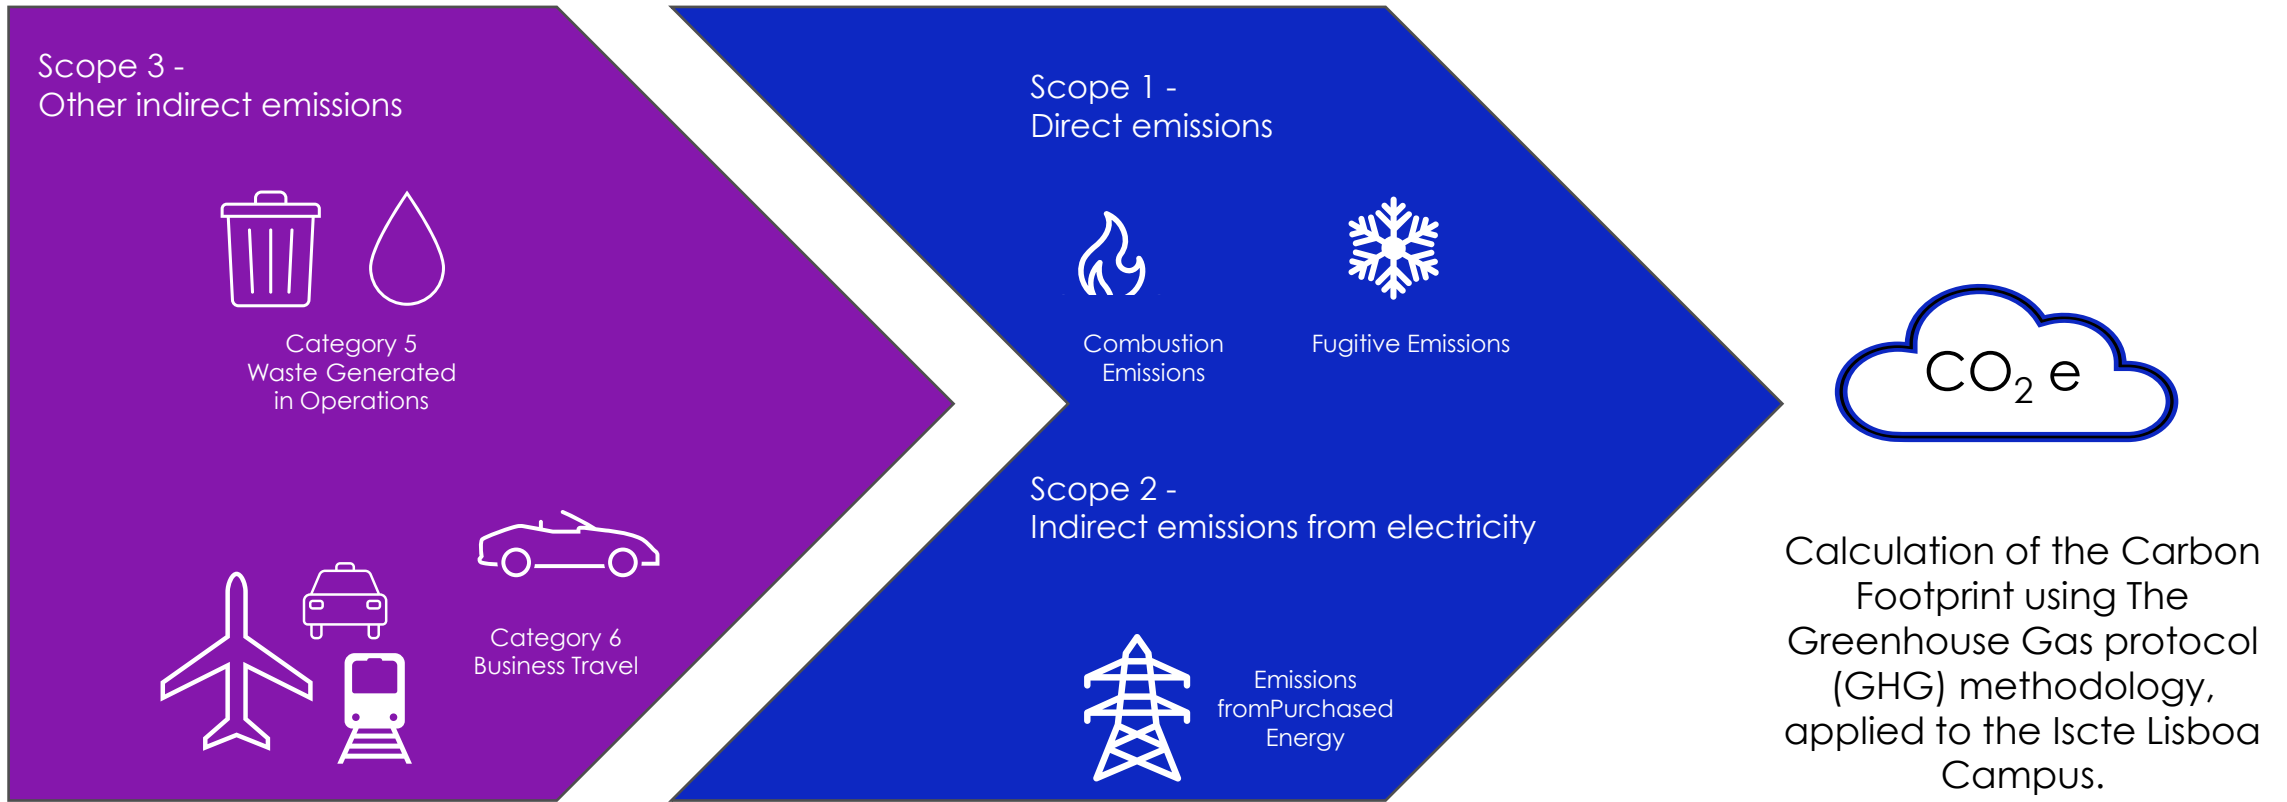 Scope 3 -
Other indirect emissions
Category 5
Waste Generated
in Operations
Category 6
Business Travel
Scope 1 -
Direct emissions
Combustion
Emissions
Fugitive Emissions
Scope 2 -
Indirect emissions from electricity
Emissions
fromPurchased
Energy
CO₂ e
Calculation of the Carbon
Footprint using The
Greenhouse Gas protocol
(GHG) methodology,
applied to the Iscte Lisboa
Campus.